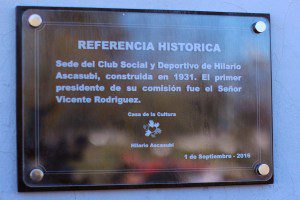 REFERENCIA HISTORICA
Sede del Club Social y Deportivo de Hilario
Ascasubi, construida en 1931. El primer
presidente de su comisión fue el Señor
Vicente Rodriguez.
Casa de la Cultura
Hilario Ascasubi
1 de Septiembre - 2016